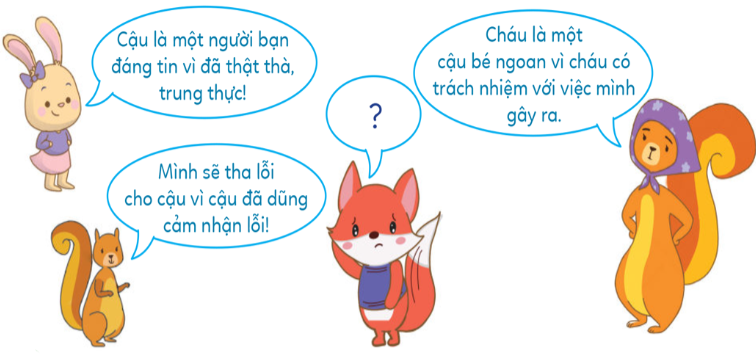 Cậu là một người bạn
đáng tin vì đã thật thà,
trung thực!
Cháu là một
cậu bé ngoan vì cháu có
trách nhiệm với việc mình
gây ra.
?
Mình sẽ tha lỗi
cho cậu vì cậu đã dũng
cảm nhận lỗi!